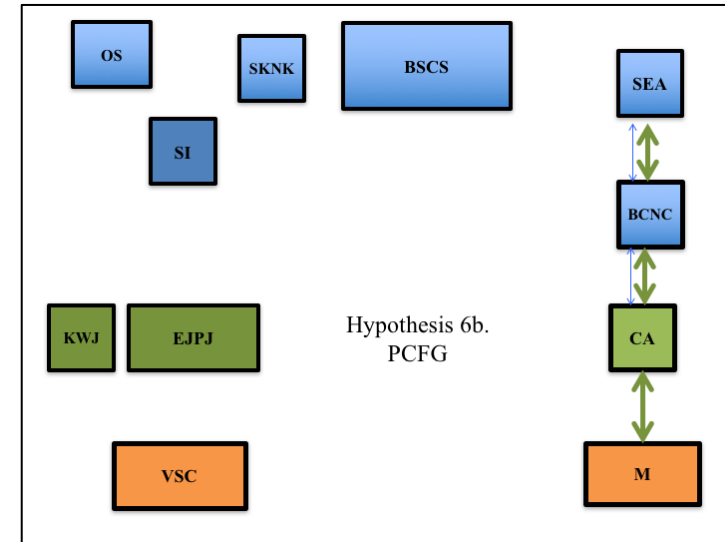 OS
SKNK
BSCS
SEA
SI
BCNC
KWJ
EJPJ
Hypothesis 6b.
PCFG
CA
VSC
M